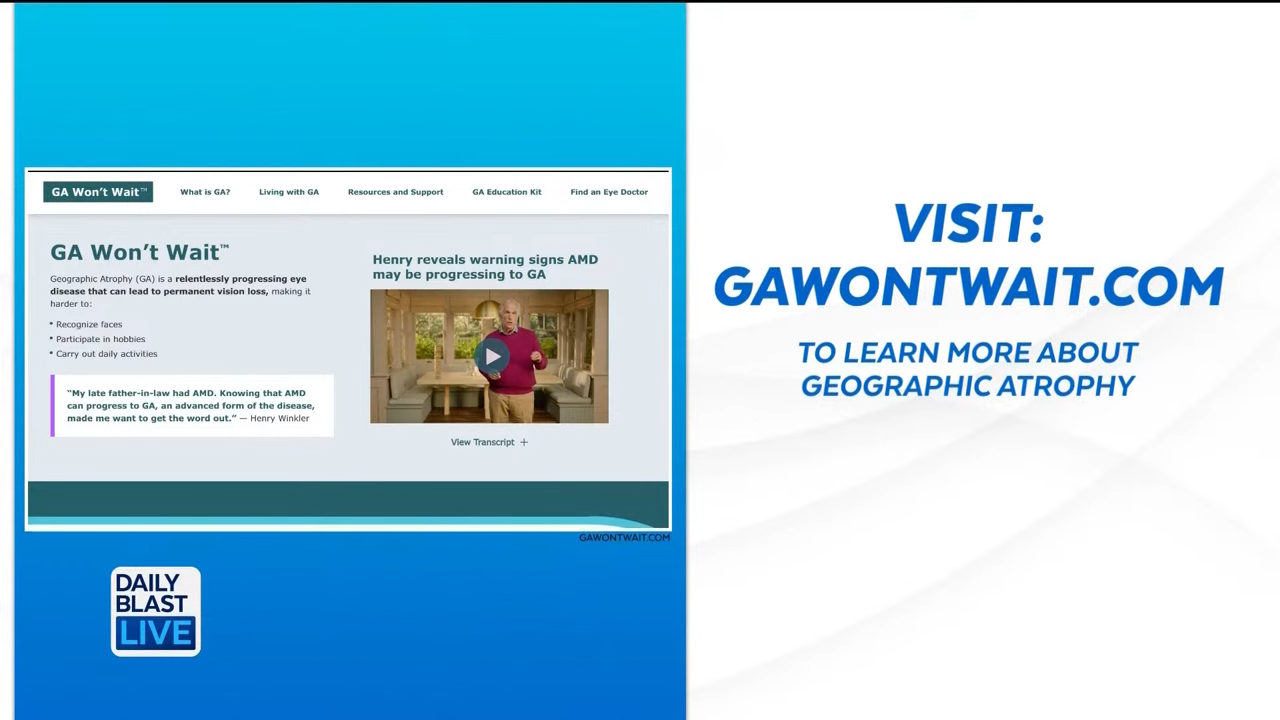 GA Won't Wait™
What is GA?
Living with GA
Resources and Support
GA Education Kit
Find an Eye Doctor
GA Won't Wait™
Geographic Atrophy (GA) is a relentlessly progressing eye
disease that can lead to permanent vision loss, making it
harder to:
• Recognize faces
• Participate in hobbies
• Carry out daily activities
"My late father-in-law had AMD. Knowing that AMD
can progress to GA, an advanced form of the disease,
made me want to get the word out." — Henry Winkler
Henry reveals warning signs AMD
may be progressing to GA
View Transcript +
GAWONTWAIT.COM
DAILY
BLAST
LIVE
VISIT:
GAWONTWAIT.COM
TO LEARN MORE ABOUT
GEOGRAPHIC ATROPHY